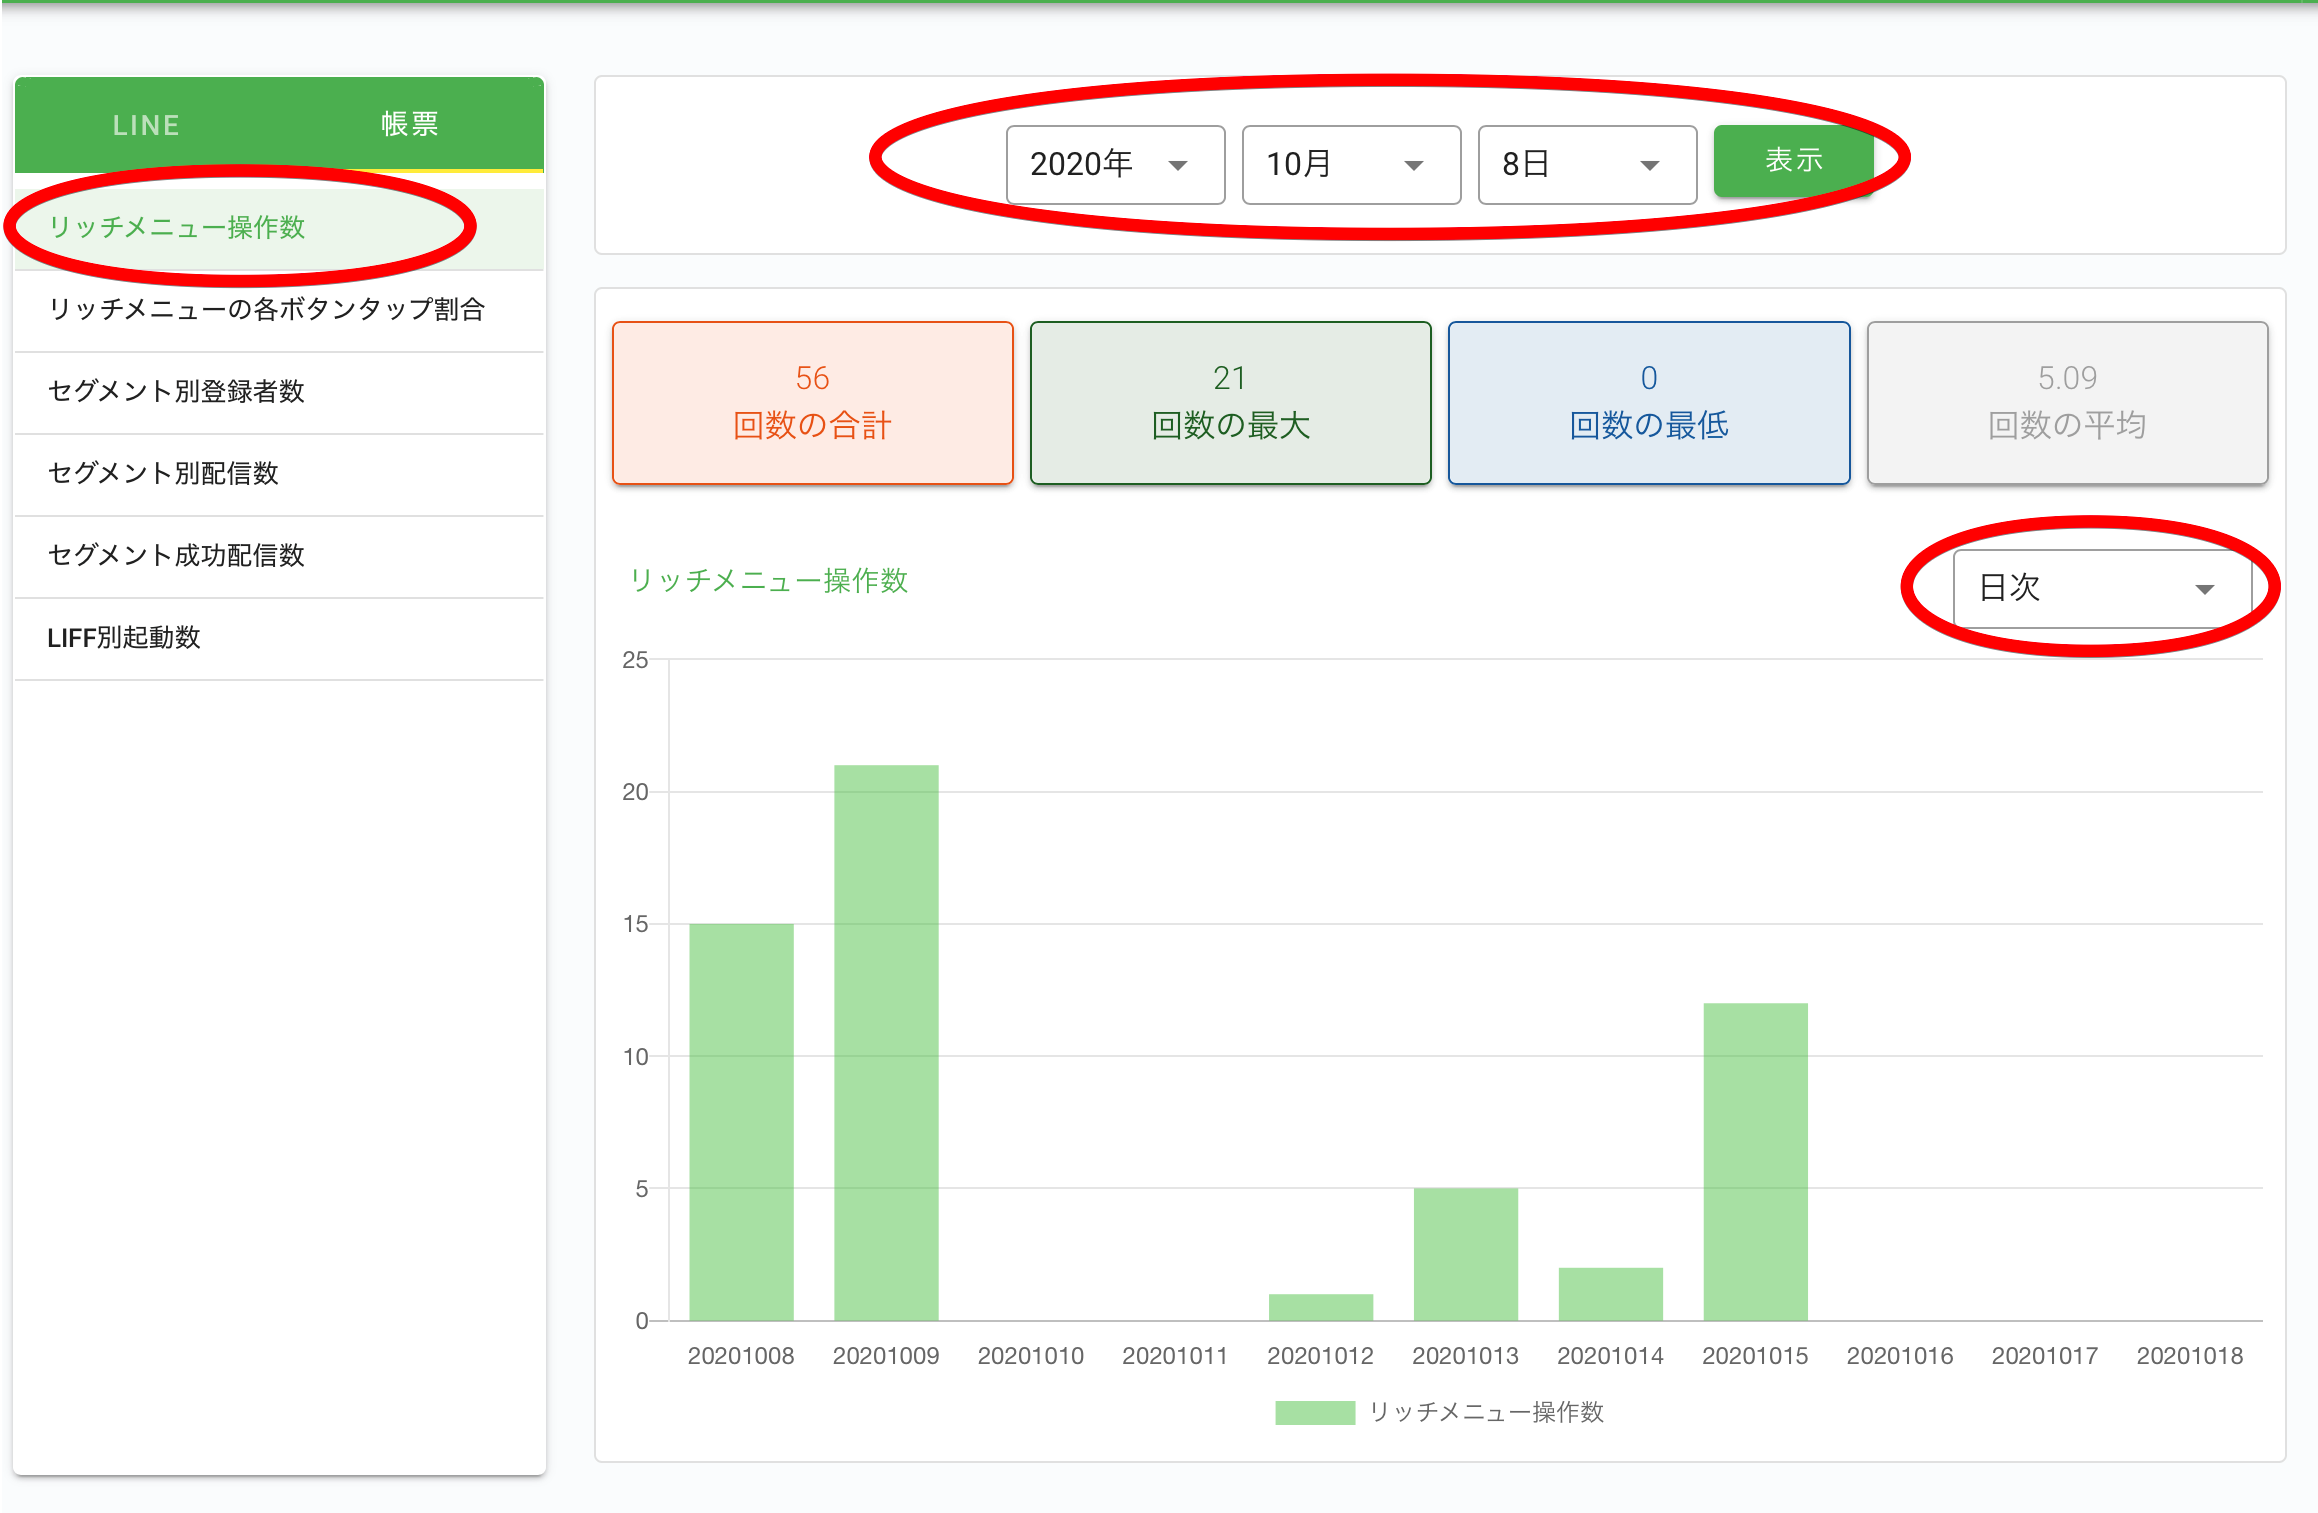 LINE 帳票
リッチメニュー操作数
リッチメニューの各ボタンタップ割合
セグメント別登録者数
セグメント別配信数
セグメント成功配信数
LIFF別起動数
2020年 10月 8日 表示
56
回数の合計
21
回数の最大
0
回数の最低
5.09
回数の平均
リッチメニュー操作数
日次
25
20
15
10
5
0
20201008 20201009 20201010 20201011 20201012 20201013 20201014 20201015 20201016 20201017 20201018
リッチメニュー操作数